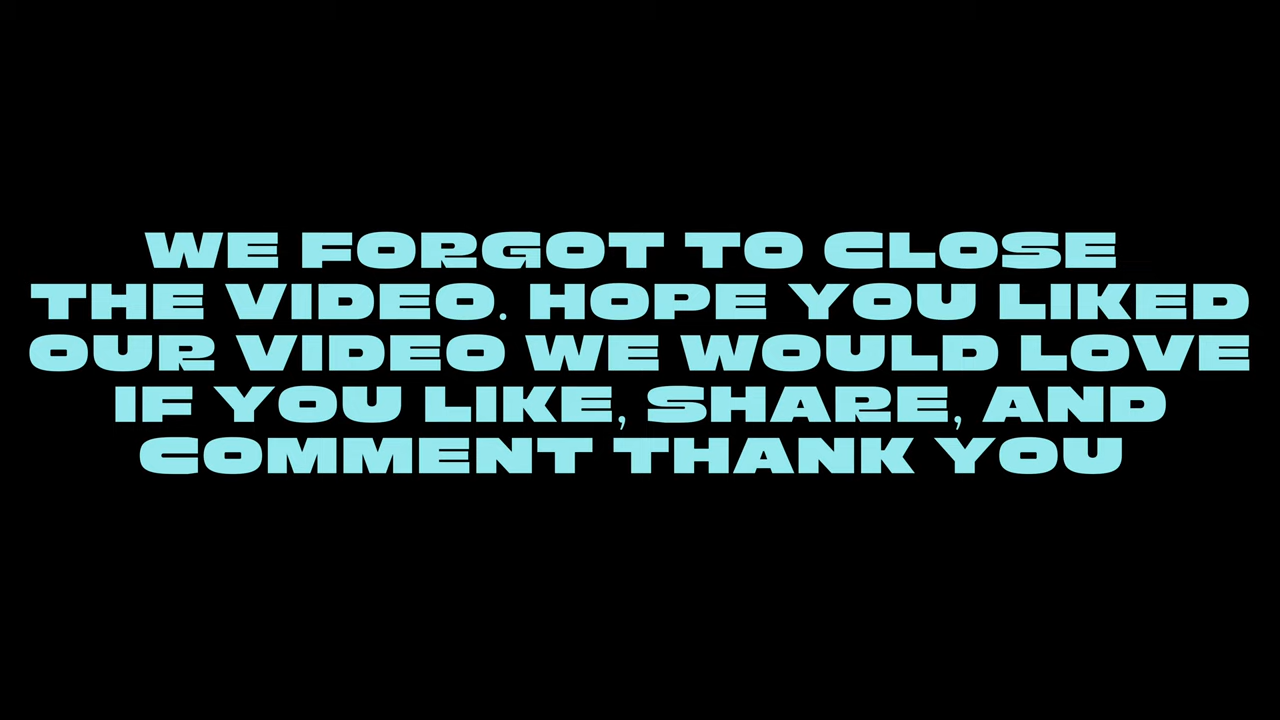 WE FORGOT TO CLOSE
THE VIDEO. HOPE YOU LIKED
OUR VIDEO WE WOULD LOVE
IF YOU LIKE, SHARE, AND
COMMENT THANK YOU